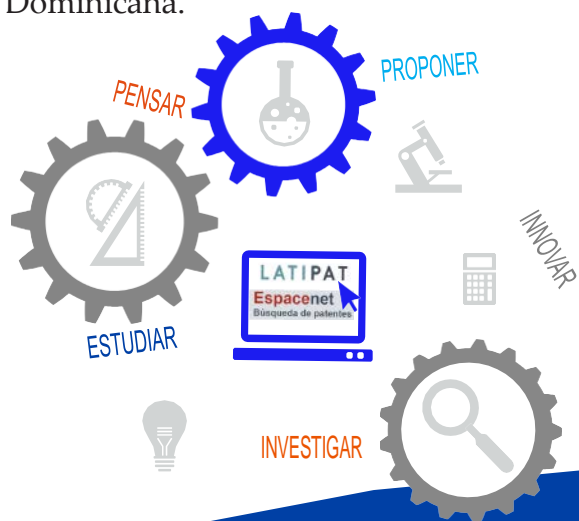 Dominicana.
PROPONER
PENSAR
INNOVAR
LATIPAT
Espacenet
Búsqueda de patentes
ESTUDIAR
INVESTIGAR